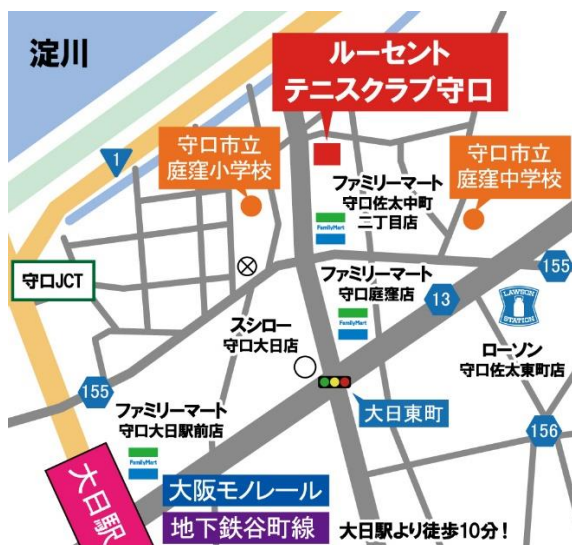 淀川
ルーセント
テニスクラブ守口
1
守口市立
庭窪小学校
守口市立
庭窪中学校
ファミリーマート
守口佐太中町
二丁目店
FamilyMart
守口JCT
ファミリーマート
守口庭窪店
FamilyMart
155
13
LAWSON
STATION
スシロー
守口大日店
ローソン
守口佐太東町店
155
大日東町
156
ファミリーマート
守口大日駅前店
FamilyMart
大日駅
大阪モノレール
地下鉄谷町線
大日駅より徒歩10分!